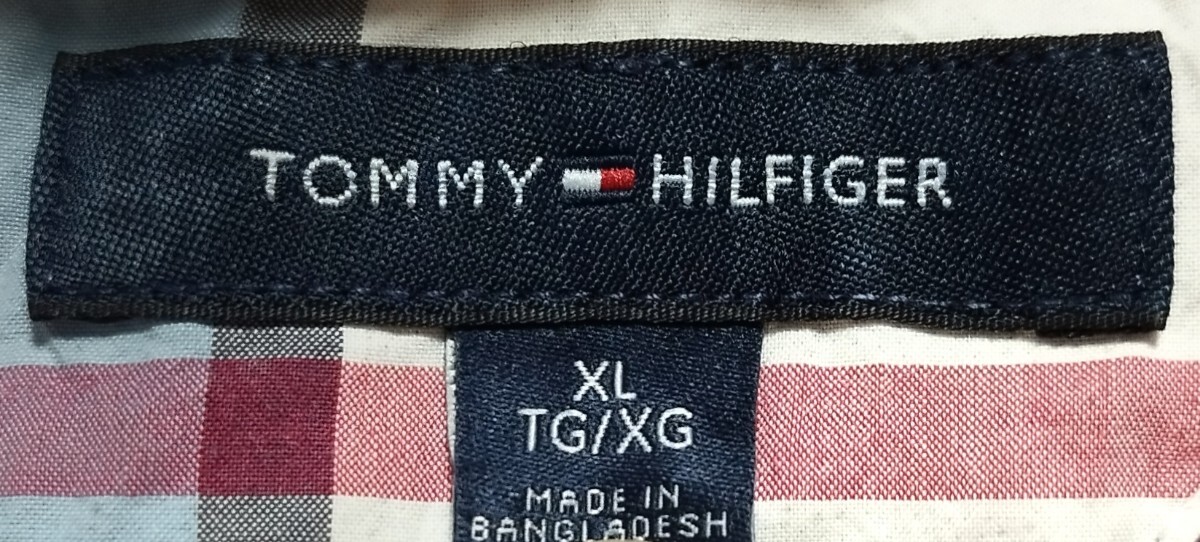 TOMMY HILFIGER
XL
TG/XG
MADE IN
BANGLADESH